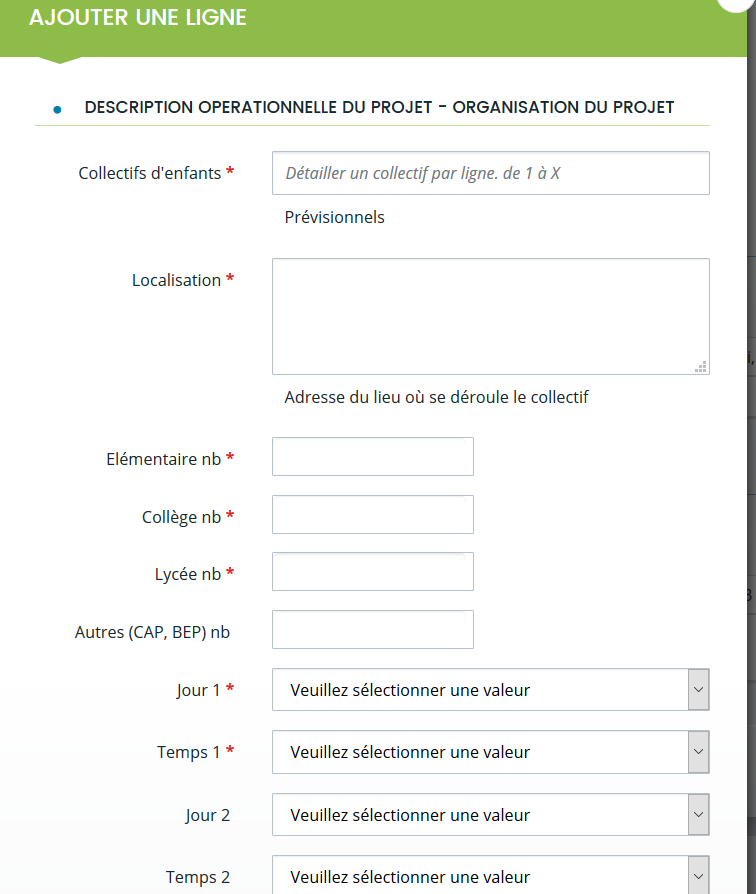 AJOUTER UNE LIGNE
DESCRIPTION OPERATIONNELLE DU PROJET - ORGANISATION DU PROJET
Collectifs d'enfants *
Détailler un collectif par ligne. de 1 à X
Prévisionnels
Localisation *
Adresse du lieu où se déroule le collectif
Elémentaire nb *
Collège nb *
Lycée nb *
Autres (CAP, BEP) nb
Jour 1 * Veuillez sélectionner une valeur
Temps 1 * Veuillez sélectionner une valeur
Jour 2 Veuillez sélectionner une valeur
Temps 2 Veuillez sélectionner une valeur